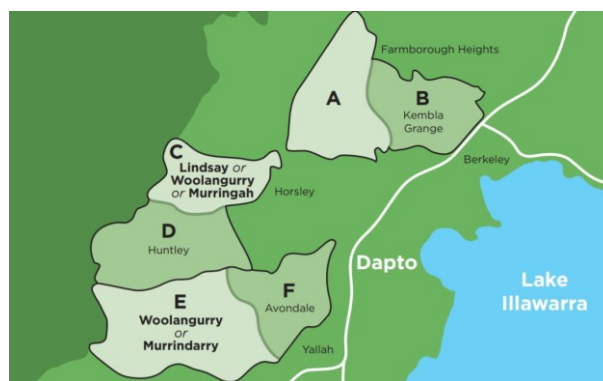 Farmborough Heights
A
B
Kembla
Grange
Berkeley
C
Lindsay or
Woolangurry
or Murringah
Horsley
D
Huntley
Dapto
Lake
Illawarra
E
Woolangurry
or
Murrindarry
F
Avondale
Yallah